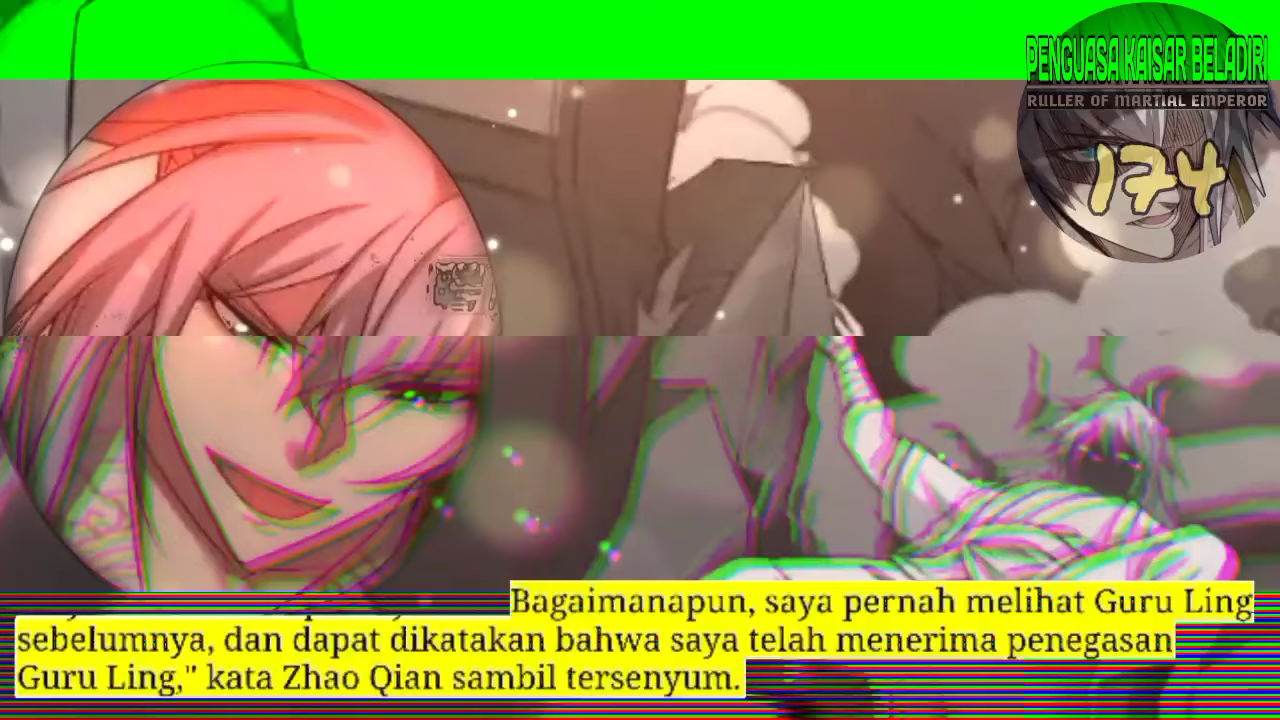 PENGUASA KAISAR BELADIRI
RULLER OF MARTIAL EMPEROR
174
Bagaimanapun, saya pernah melihat Guru Ling
sebelumnya, dan dapat dikatakan bahwa saya telah menerima penegasan
Guru Ling," kata Zhao Qian sambil tersenyum.